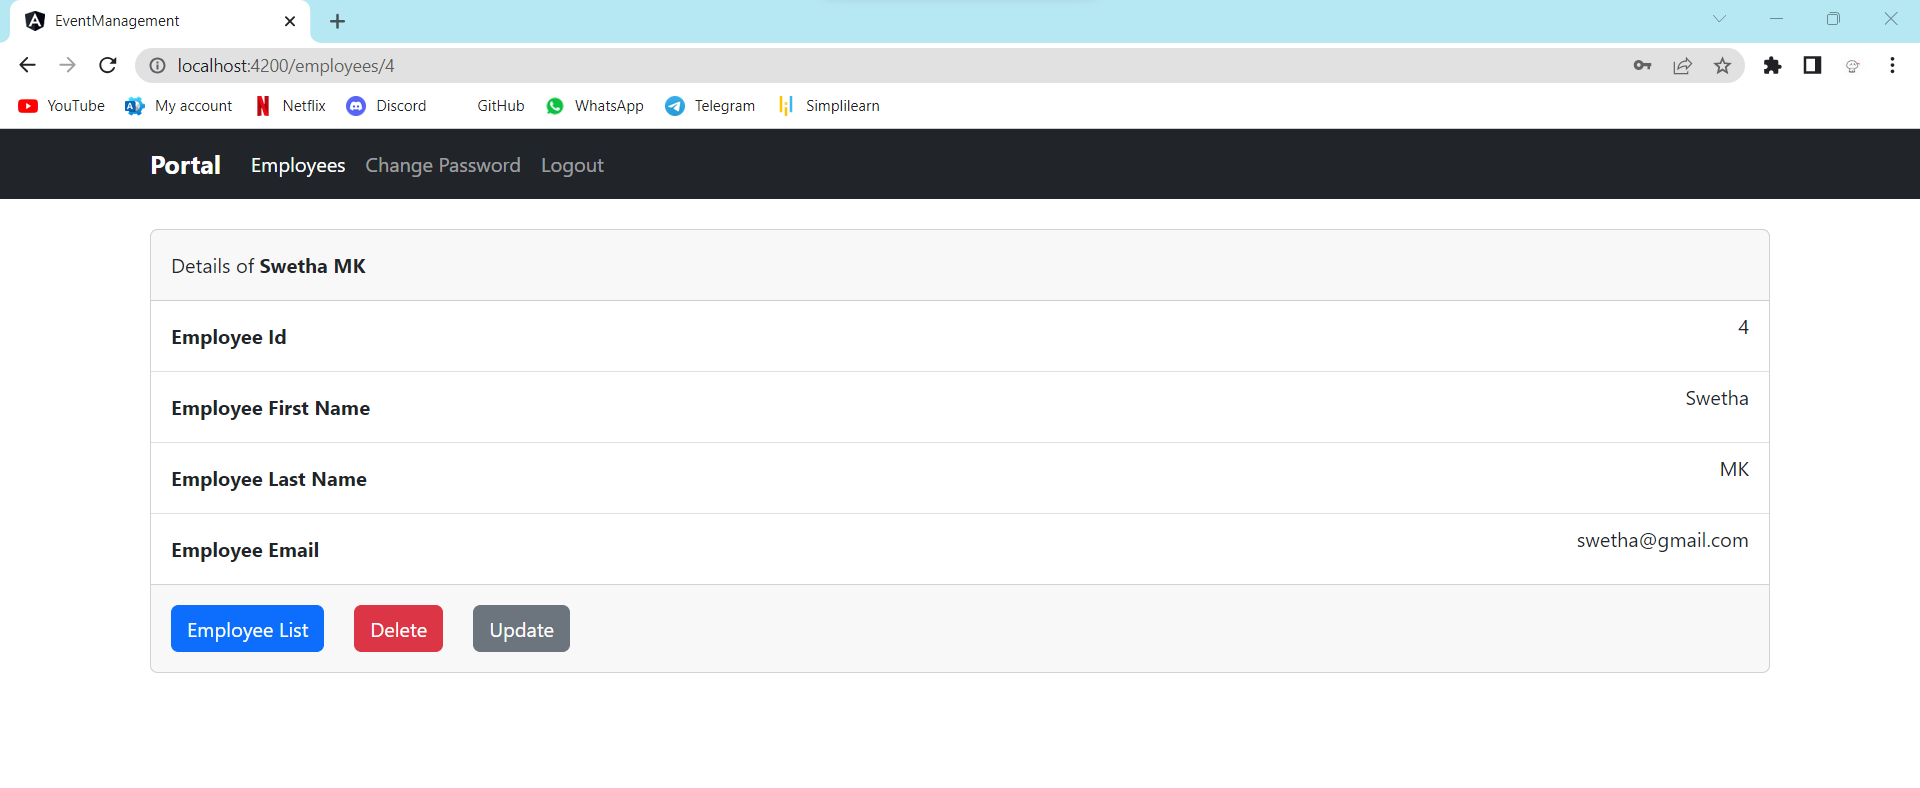 EventManagement
localhost:4200/employees/4
YouTube My account Netflix Discord GitHub WhatsApp Telegram Simplilearn
Portal Employees Change Password Logout
Details of Swetha MK
Employee Id 4
Employee First Name Swetha
Employee Last Name MK
Employee Email swetha@gmail.com
Employee List Delete Update